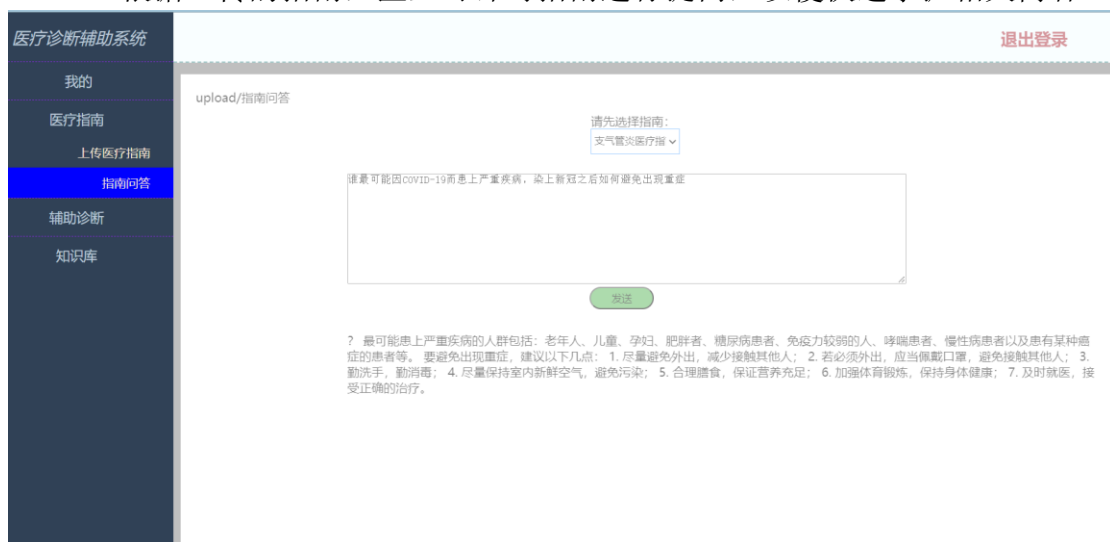 医疗诊断辅助系统
退出登录
我的
医疗指南
上传医疗指南
指南问答
辅助诊断
知识库
upload/指南问答
请先选择指南:
支气管炎医疗指
谁最可能因COVID-19而患上严重疾病，染上新冠之后如何避免出现重症
发送
? 最可能患上严重疾病的人群包括：老年人、儿童、孕妇、肥胖者、糖尿病患者、免疫力较弱的人、哮喘患者、慢性病患者以及患有某种癌
症的患者等。 要避免出现重症，建议以下几点： 1. 尽量避免外出，减少接触其他人； 2. 若必须外出，应当佩戴口罩，避免接触其他人； 3.
勤洗手，勤消毒； 4. 尽量保持室内新鲜空气，避免污染； 5. 合理膳食，保证营养充足； 6. 加强体育锻炼，保持身体健康； 7. 及时就医，接
受正确的治疗。